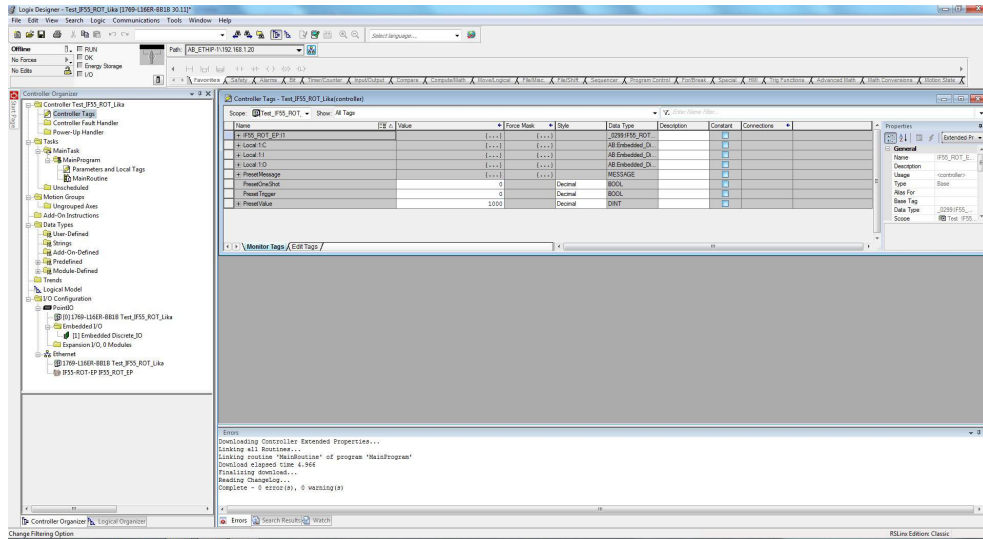 Logix Designer - Test_IF55_ROT_Lika [1769-L16ER-BB1B 30.11]*
File Edit View Search Logic Communications Tools Window Help
Select language...
Offline RUN
No Forces OK
Energy Storage
No Edits I/O
Path: AB_ETHIP-1\192.168.1.20
Favorites Safety Alarms Bit Timer/Counter Input/Output Compare Compute/Math Move/Logical File/Misc. File/Shift Sequencer Program Control For/Break Special HMI Trig Functions Advanced Math Math Conversions Motion State
Start Page
Controller Organizer
Controller Test_IF55_ROT_Lika
Controller Tags
Controller Fault Handler
Power-Up Handler
Tasks
MainTask
MainProgram
Parameters and Local Tags
MainRoutine
Unscheduled
Motion Groups
Ungrouped Axes
Add-On Instructions
Data Types
User-Defined
Strings
Add-On-Defined
Predefined
Module-Defined
Trends
Logical Model
I/O Configuration
PointIO
[0] 1769-L16ER-BB1B Test_IF55_ROT_Lika
Embedded I/O
[1] Embedded Discrete_IO
Expansion I/O, 0 Modules
Ethernet
1769-L16ER-BB1B Test_IF55_ROT_Lika
IF55-ROT-EP IF55_ROT_EP
Controller Organizer Logical Organizer
Controller Tags - Test_IF55_ROT_Lika(controller)
Scope: Test_IF55_ROT_ Show: All Tags Enter Name Filter...
Name Value Force Mask Style Data Type Description Constant Connections
+ IF55_ROT_EP:I1 {...} {...} _0299:IF55_ROT...
+ Local:1:C {...} {...} AB:Embedded_Di...
+ Local:1:I {...} {...} AB:Embedded_Di...
+ Local:1:O {...} {...} AB:Embedded_Di...
+ PresetMessage {...} {...} MESSAGE
PresetOneShot 0 Decimal BOOL
PresetTrigger 0 Decimal BOOL
+ PresetValue 1000 Decimal DINT
Monitor Tags Edit Tags
Properties
Extended Pr...
General
Name IF55_ROT_E...
Description
Usage <controller>
Type Base
Alias For
Base Tag
Data Type _0299:IF55_...
Scope Test_IF55...
Errors
Downloading Controller Extended Properties...
Linking all Routines...
Linking routine 'MainRoutine' of program 'MainProgram'
Download elapsed time 4.966
Finalizing download...
Reading ChangeLog...
Complete - 0 error(s), 0 warning(s)
Errors Search Results Watch
Change Filtering Option RSLinx Edition: Classic